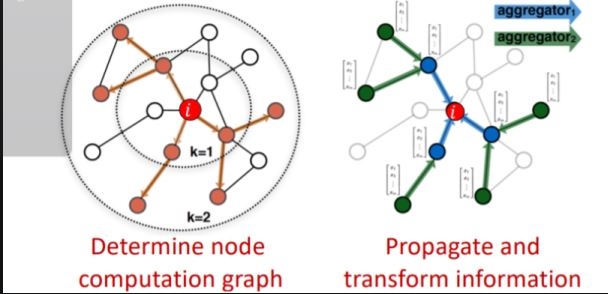 aggregator₁
aggregator₂
i
i
k=1
k=2
Determine node
computation graph
Propagate and
transform information